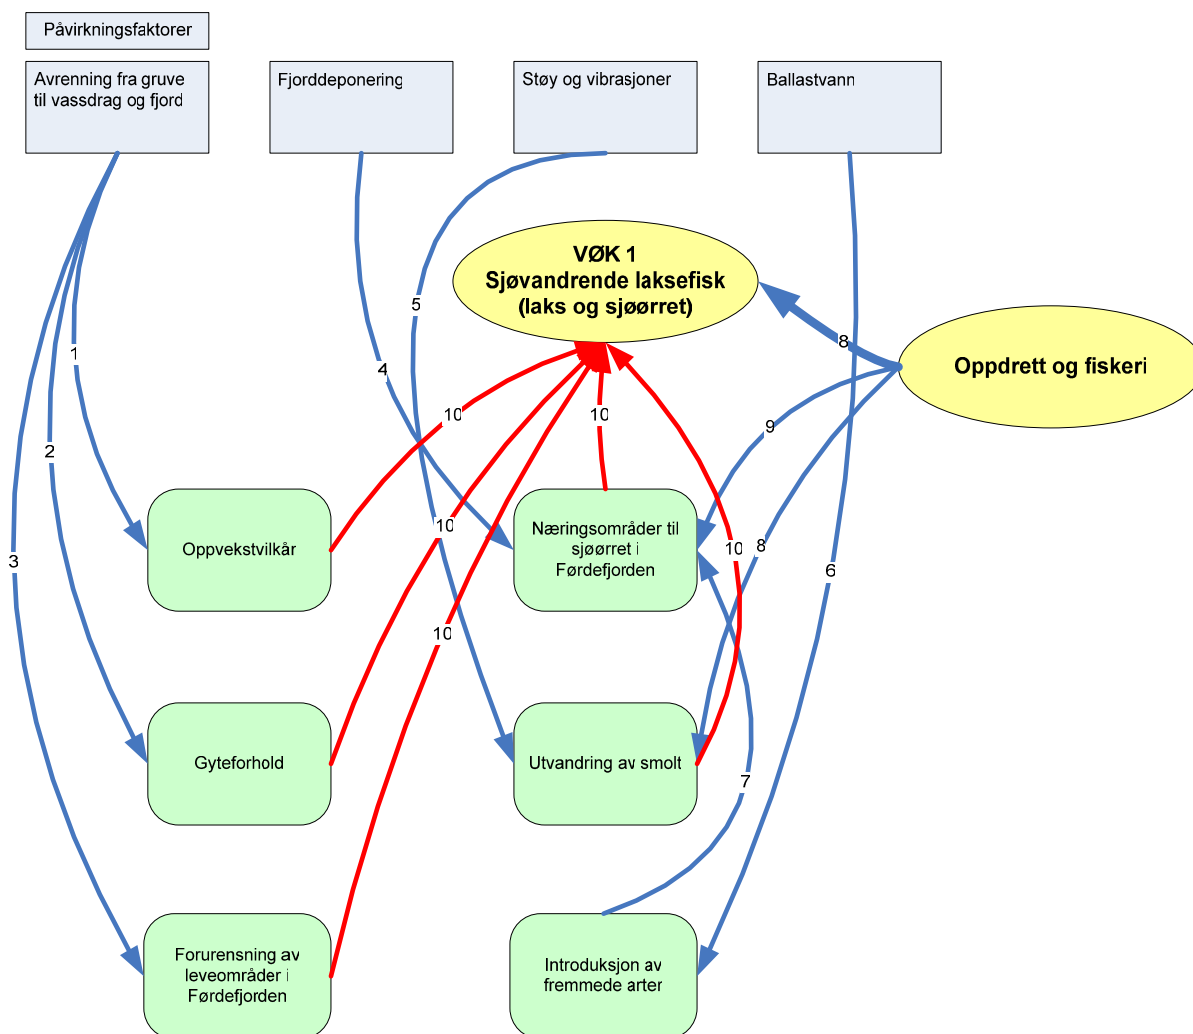 Påvirkningsfaktorer
Avrenning fra gruve
til vassdrag og fjord
Fjorddeponering
Støy og vibrasjoner
Ballastvann
VØK 1
Sjøvandrende laksefisk
(laks og sjøørret)
Oppdrett og fiskeri
5
8
1
4
10
10
9
2
Oppvekstvilkår
Næringsområder til
sjøørret i
Førdefjorden
10
10
8
3
6
10
Gyteforhold
Utvandring av smolt
7
Forurensning av
leveområder i
Førdefjorden
Introduksjon av
fremmede arter